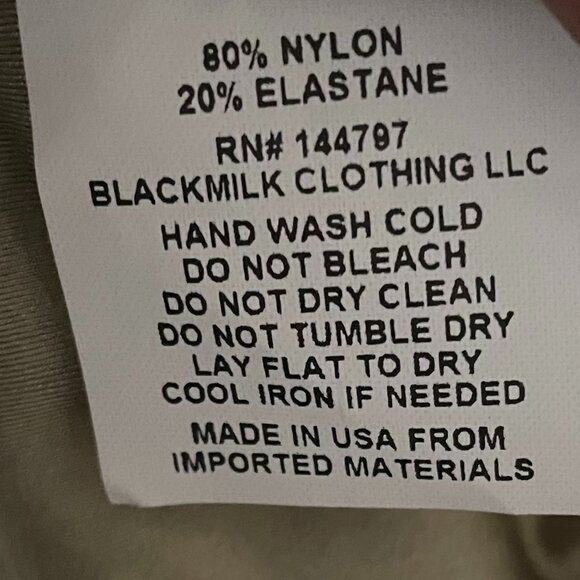 80% NYLON
20% ELASTANE
RN# 144797
BLACKMILK CLOTHING LLC
HAND WASH COLD
DO NOT BLEACH
DO NOT DRY CLEAN
DO NOT TUMBLE DRY
LAY FLAT TO DRY
COOL IRON IF NEEDED
MADE IN USA FROM
IMPORTED MATERIALS